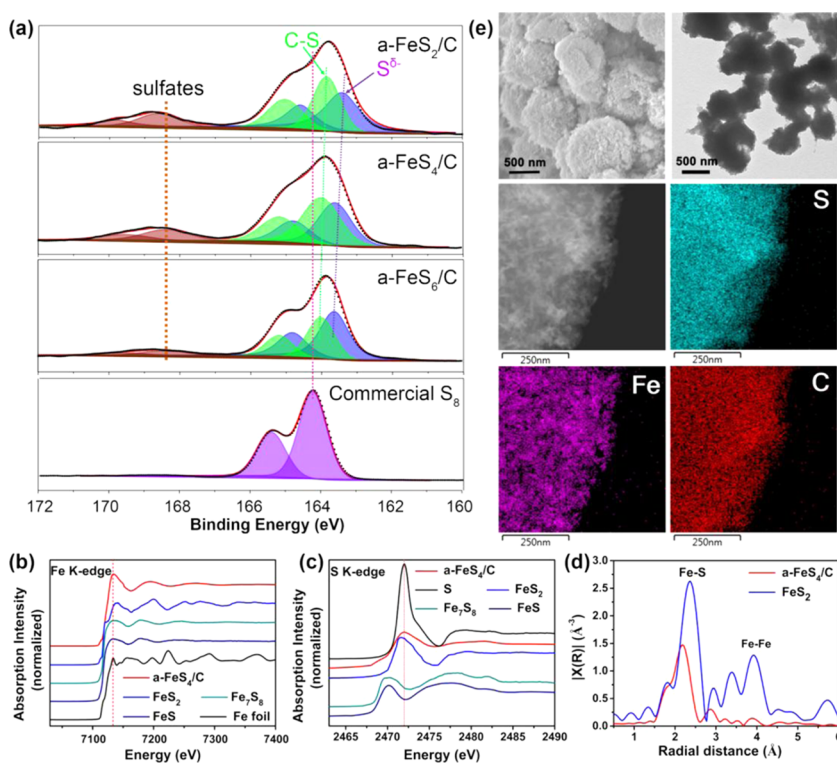 (a)
a-FeS₂/C
C-S
S^δ-
sulfates
a-FeS₄/C
a-FeS₆/C
Commercial S₈
172 170 168 166 164 162 160
Binding Energy (eV)
(e)
500 nm
500 nm
250nm
S
250nm
Fe
250nm
C
250nm
(b)
Fe K-edge
Absorption Intensity
(normalized)
a-FeS₄/C
FeS₂ Fe₇S₈
FeS Fe foil
7100 7200 7300 7400
Energy (eV)
(c)
S K-edge
Absorption Intensity
(normalized)
a-FeS₄/C
S FeS₂
Fe₇S₈ FeS
2465 2470 2475 2480 2485 2490
Energy (eV)
(d)
|X(R)| (Å⁻³)
3.0
2.5
2.0
1.5
1.0
0.5
0.0
a-FeS₄/C
FeS₂
Fe-S
Fe-Fe
1 2 3 4 5 6
Radial distance (Å)